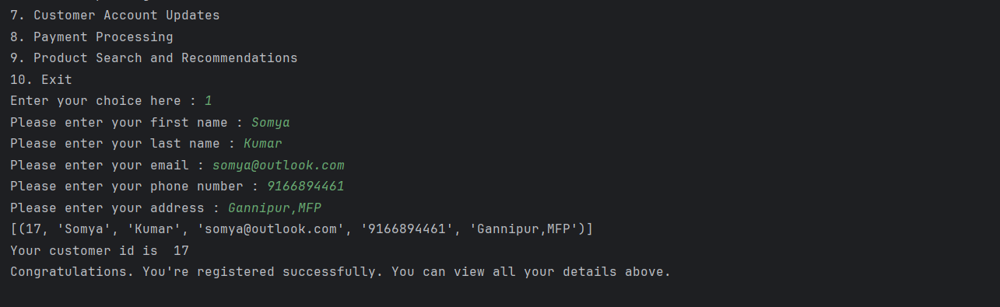 7. Customer Account Updates
8. Payment Processing
9. Product Search and Recommendations
10. Exit
Enter your choice here : 1
Please enter your first name : Somya
Please enter your last name : Kumar
Please enter your email : somya@outlook.com
Please enter your phone number : 9166894461
Please enter your address : Gannipur,MFP
[(17, 'Somya', 'Kumar', 'somya@outlook.com', '9166894461', 'Gannipur,MFP')]
Your customer id is  17
Congratulations. You're registered successfully. You can view all your details above.